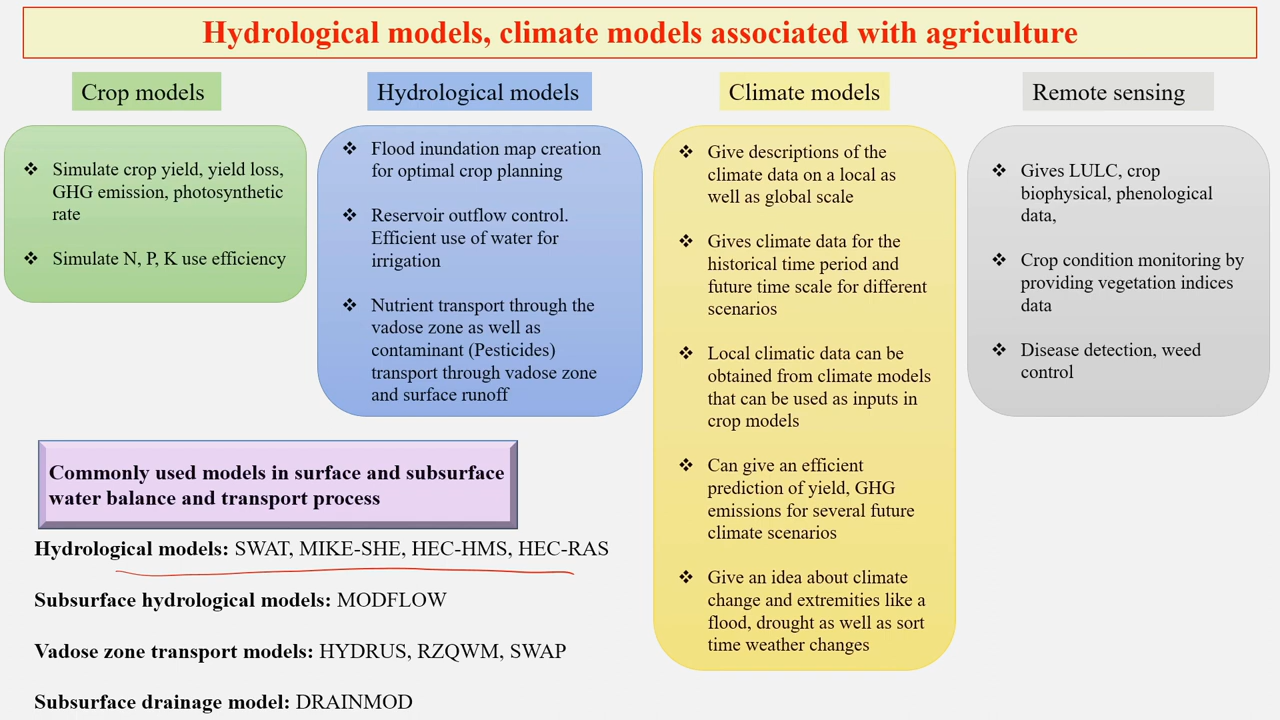 Hydrological models, climate models associated with agriculture
Crop models
❖ Simulate crop yield, yield loss,
GHG emission, photosynthetic
rate
❖ Simulate N, P, K use efficiency
Hydrological models
❖ Flood inundation map creation
for optimal crop planning
❖ Reservoir outflow control.
Efficient use of water for
irrigation
❖ Nutrient transport through the
vadose zone as well as
contaminant (Pesticides)
transport through vadose zone
and surface runoff
Climate models
❖ Give descriptions of the
climate data on a local as
well as global scale
❖ Gives climate data for the
historical time period and
future time scale for different
scenarios
❖ Local climatic data can be
obtained from climate models
that can be used as inputs in
crop models
❖ Can give an efficient
prediction of yield, GHG
emissions for several future
climate scenarios
❖ Give an idea about climate
change and extremities like a
flood, drought as well as sort
time weather changes
Remote sensing
❖ Gives LULC, crop
biophysical, phenological
data,
❖ Crop condition monitoring by
providing vegetation indices
data
❖ Disease detection, weed
control
Commonly used models in surface and subsurface
water balance and transport process
Hydrological models: SWAT, MIKE-SHE, HEC-HMS, HEC-RAS
Subsurface hydrological models: MODFLOW
Vadose zone transport models: HYDRUS, RZQWM, SWAP
Subsurface drainage model: DRAINMOD